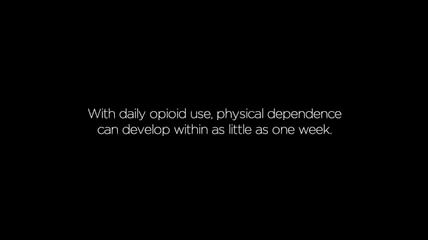 With daily opioid use, physical dependence
can develop within as little as one week.